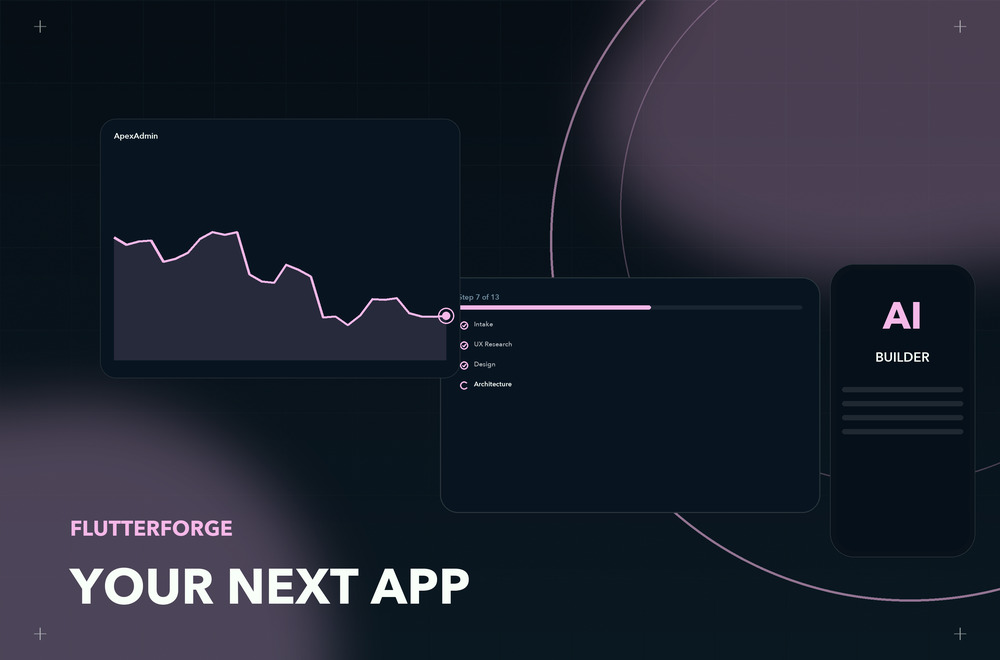 ApexAdmin
Step 7 of 13
Intake
UX Research
Design
Architecture
AI
BUILDER
FLUTTERFORGE
YOUR NEXT APP